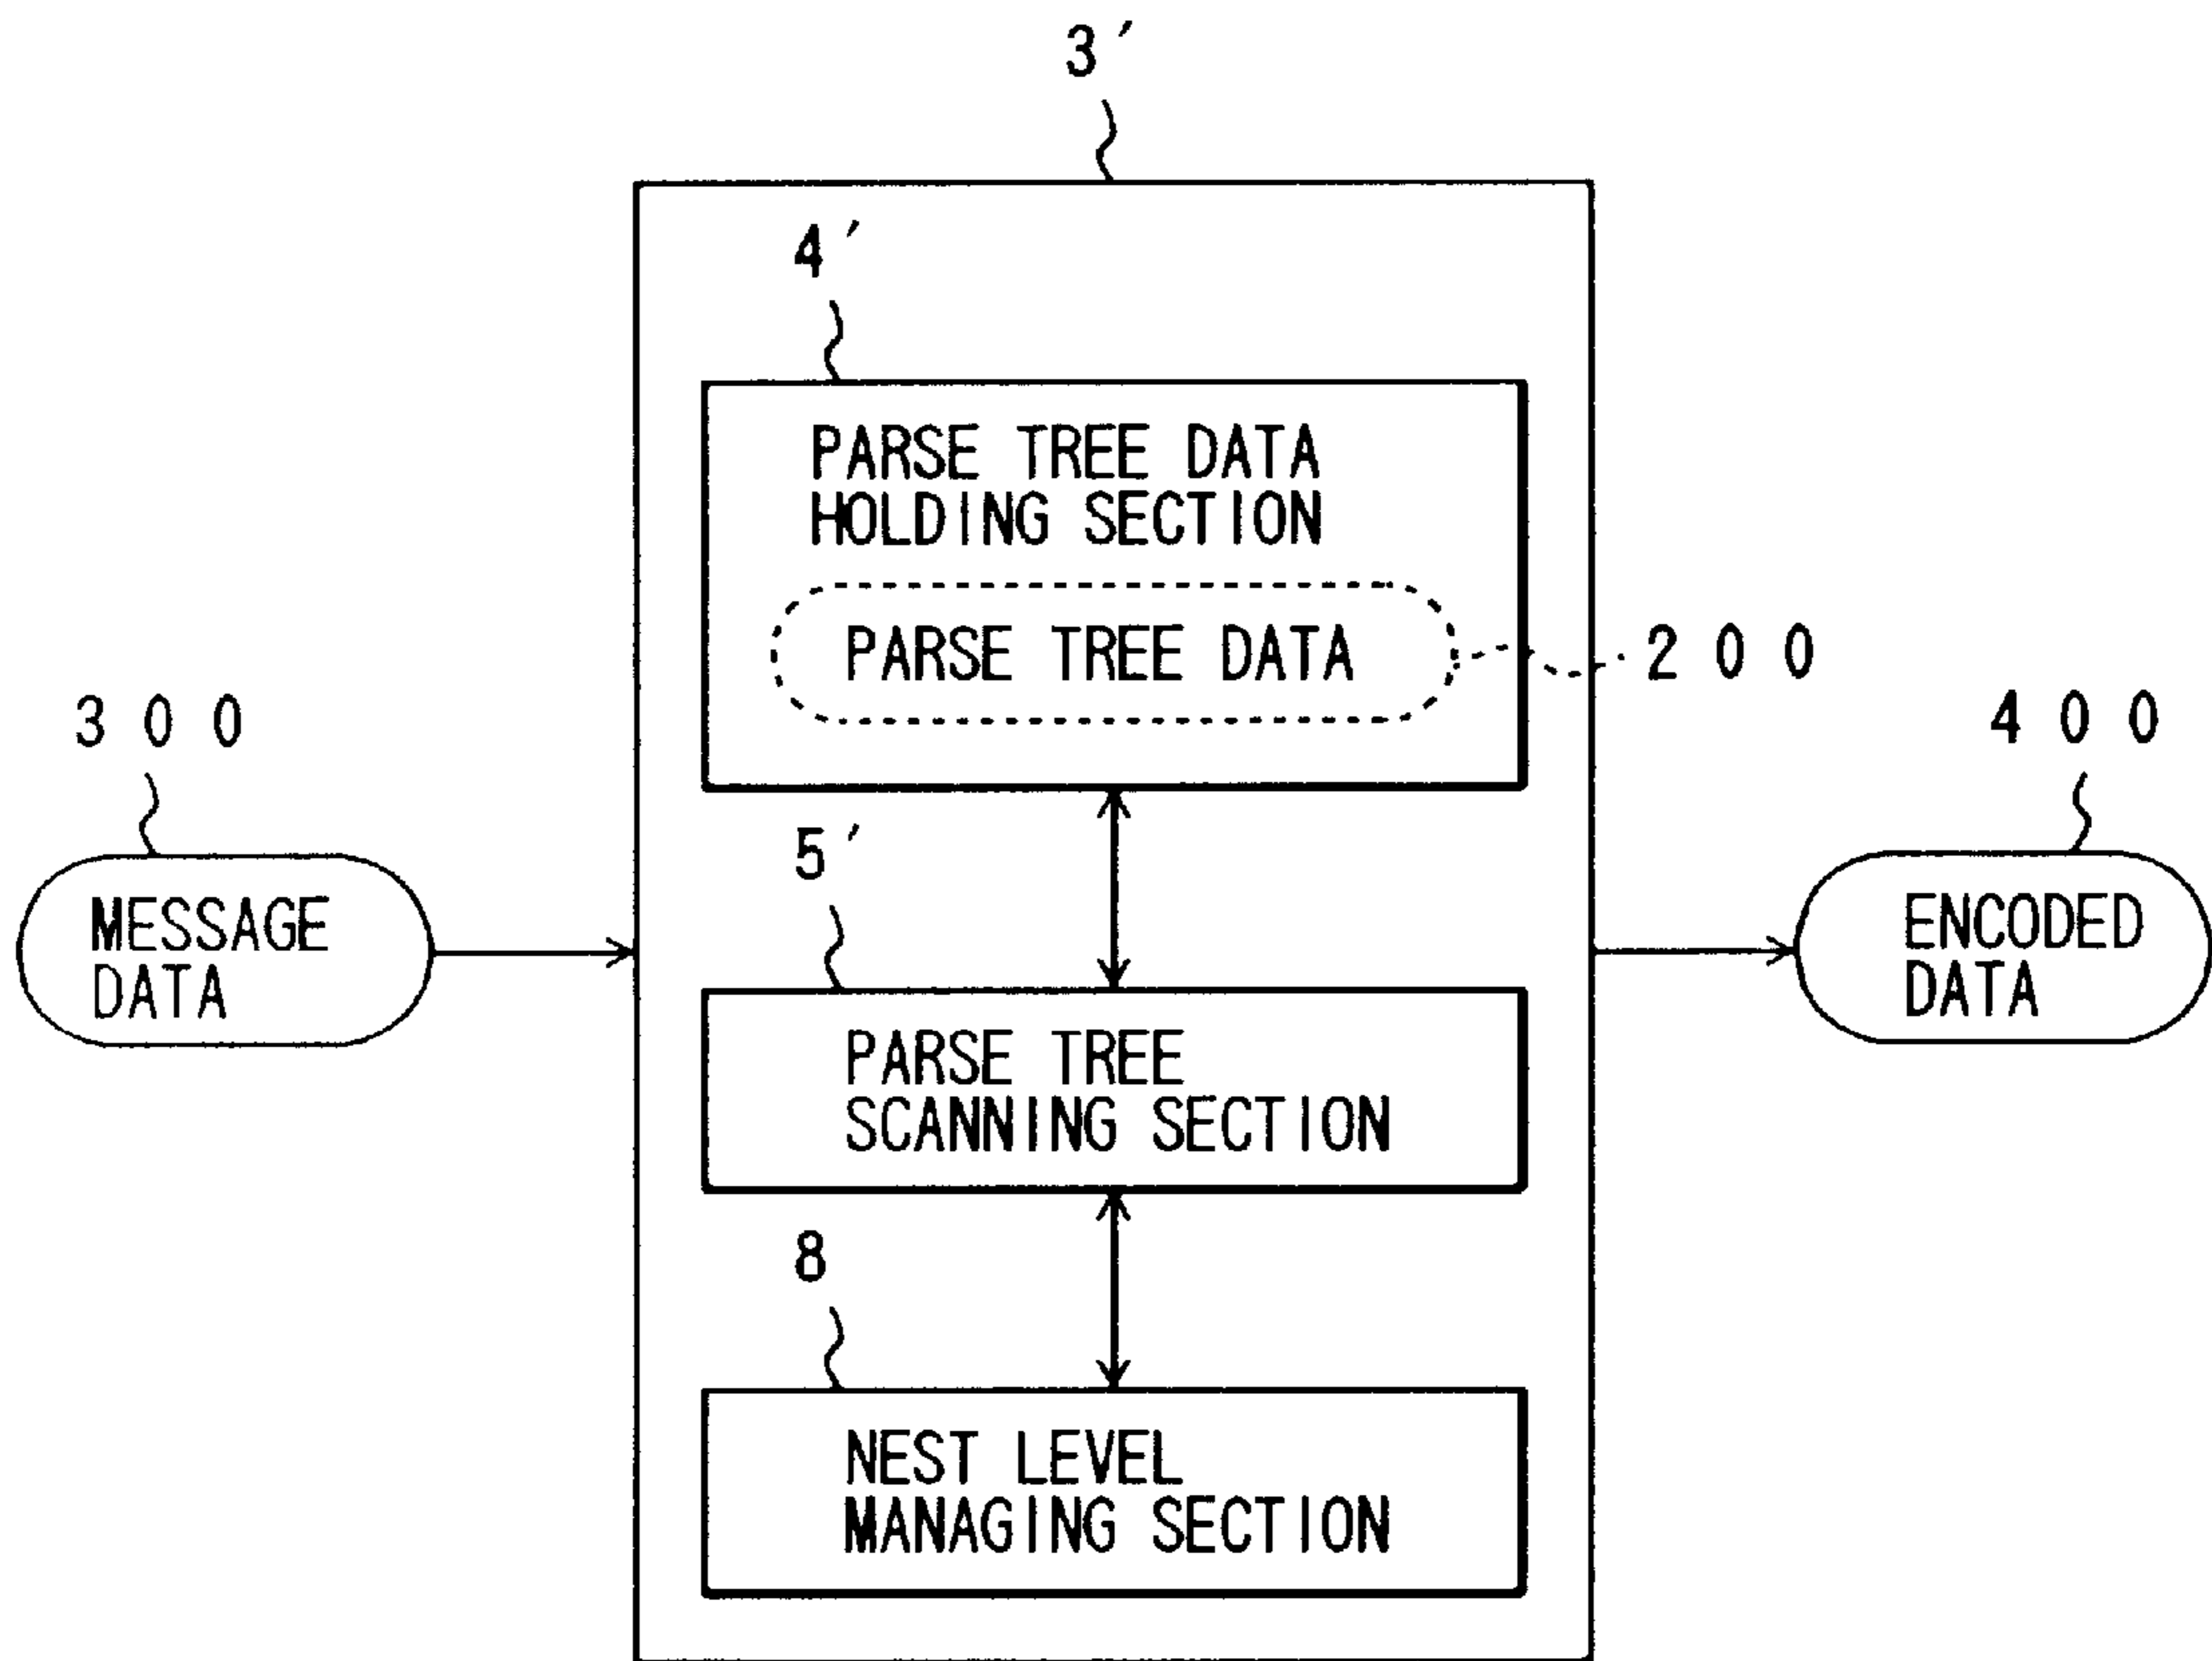 3'
4'
PARSE TREE DATA
HOLDING SECTION
PARSE TREE DATA
200
300
MESSAGE
DATA
400
ENCODED
DATA
5'
PARSE TREE
SCANNING SECTION
8
NEST LEVEL
MANAGING SECTION